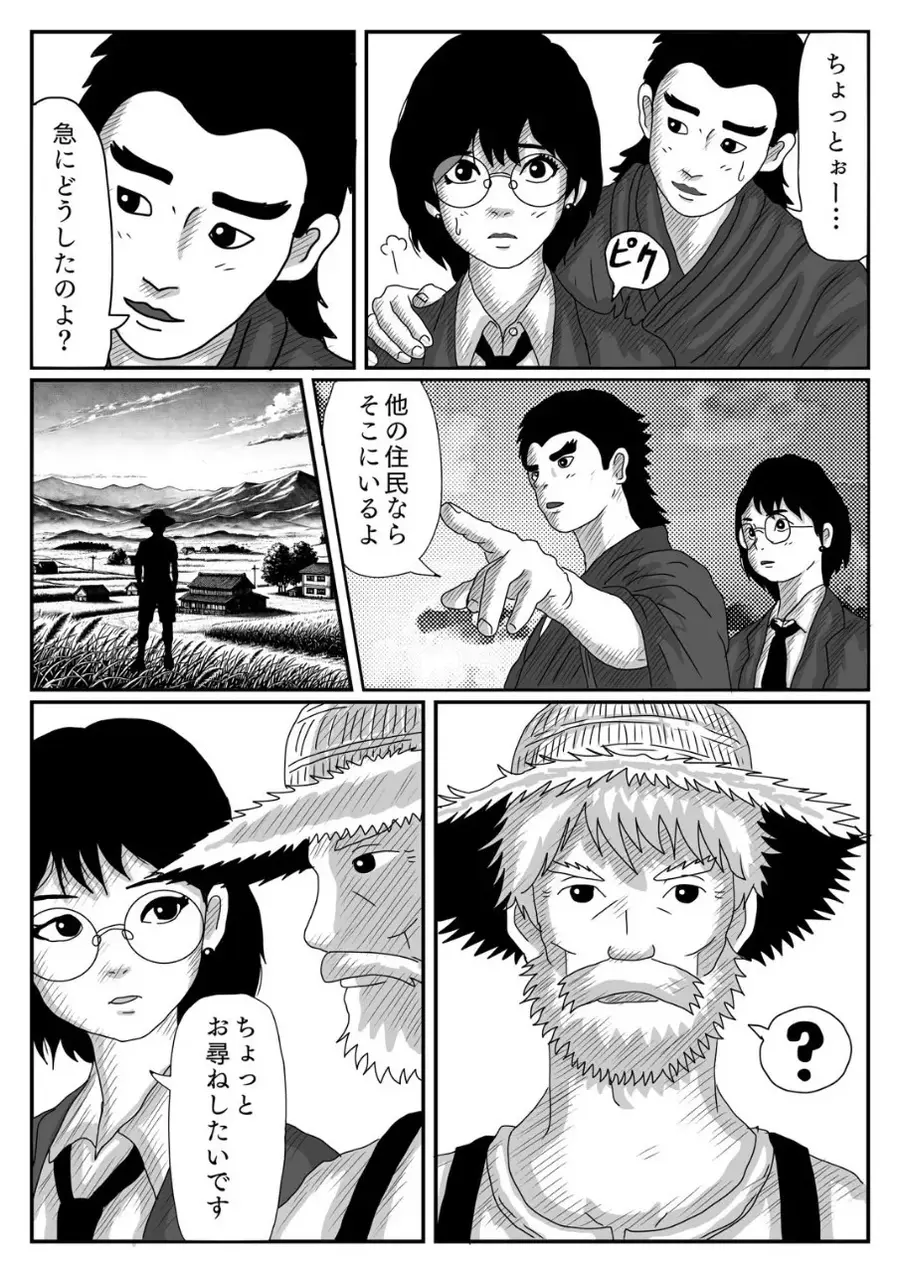 ちょっとぉー…
ピク
急にどうしたのよ？
他の住民なら
そこにいるよ
？
ちょっと
お尋ねしたいです